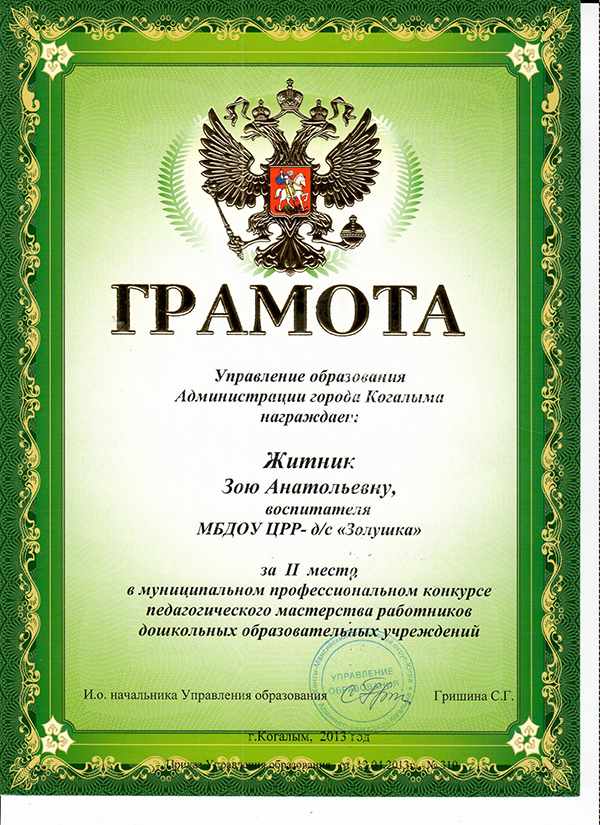 ГРАМОТА
Управление образования
Администрации города Когалыма
награждает:
Житник
Зою Анатольевну,
воспитателя
МБДОУ ЦРР- д/с «Золушка»
за II место
в муниципальном профессиональном конкурсе
педагогического мастерства работников
дошкольных образовательных учреждений
УПРАВЛЕНИЕ
ОБРАЗОВАНИЯ
И.о. начальника Управления образования Гришина С.Г.
г.Когалым, 2013 год
Приказ Управления образования от 12.04.2013г. № 310